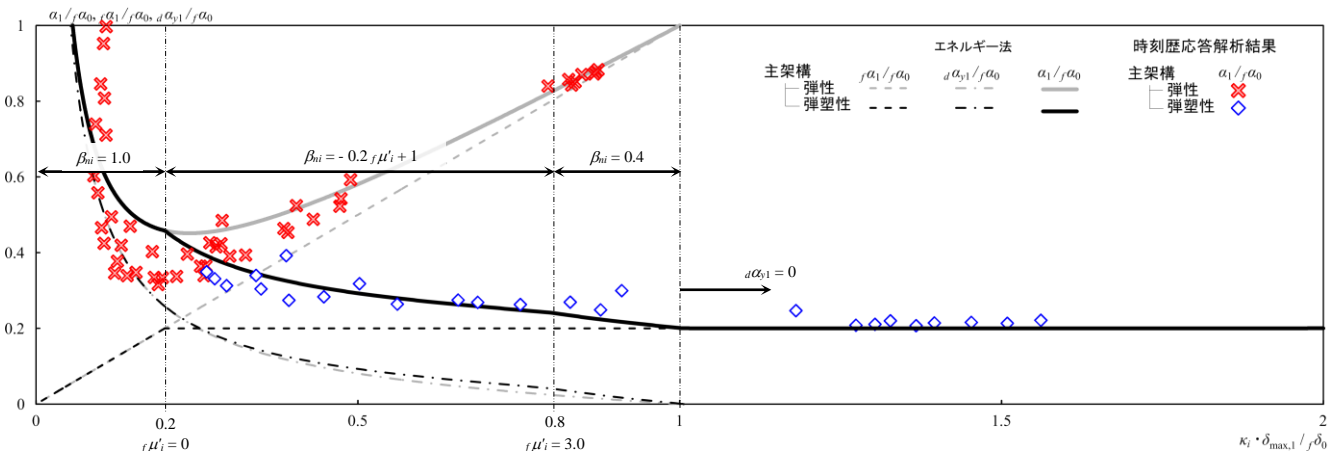 α₁/fα₀, fα₁/fα₀, dαy1/fα₀
エネルギー法
時刻歴応答解析結果
主架構 fα₁/fα₀ dαy1/fα₀ α₁/fα₀ 主架構 α₁/fα₀
弾性 弾性
弾塑性 弾塑性
1
0.8
0.6
0.4
0.2
0
βni = 1.0 βni = - 0.2 fμ'i + 1 βni = 0.4
dαy1 = 0
0 0.2 0.5 0.8 1 1.5 2
fμ'i = 0 fμ'i = 3.0 κi・δmax,1/fδ0